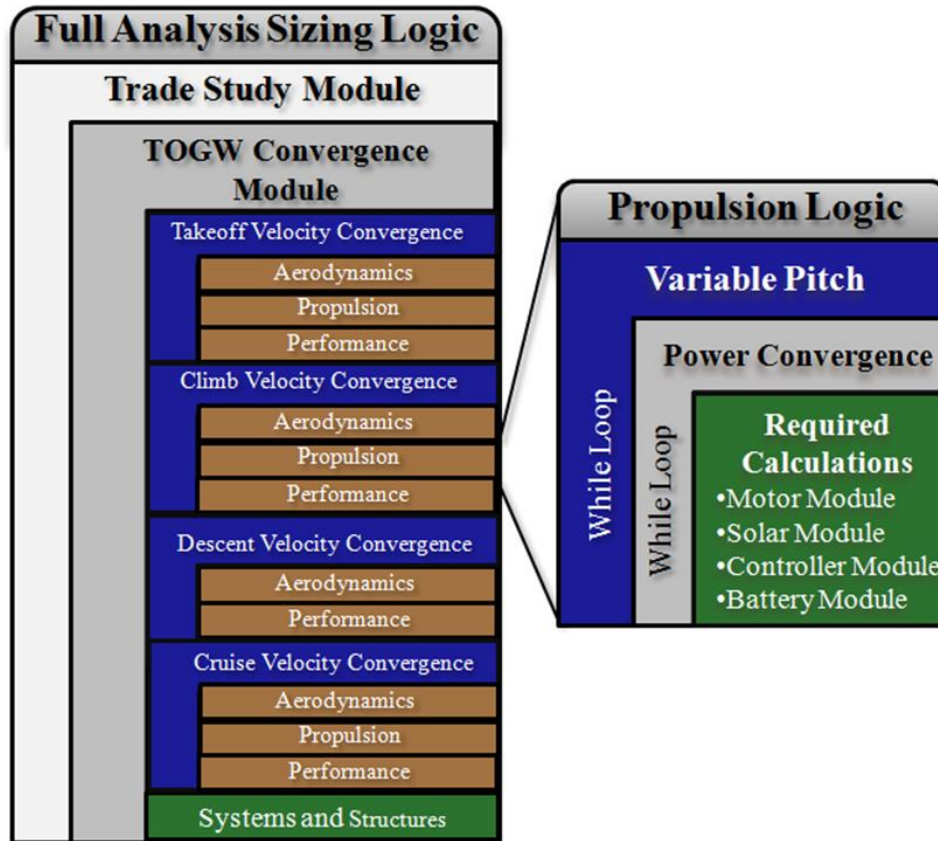 Full Analysis Sizing Logic
Trade Study Module
TOGW Convergence
Module
Takeoff Velocity Convergence
Aerodynamics
Propulsion
Performance
Climb Velocity Convergence
Aerodynamics
Propulsion
Performance
Descent Velocity Convergence
Aerodynamics
Performance
Cruise Velocity Convergence
Aerodynamics
Propulsion
Performance
Systems and Structures
Propulsion Logic
Variable Pitch
While Loop
Power Convergence
While Loop
Required
Calculations
•Motor Module
•Solar Module
•Controller Module
•Battery Module